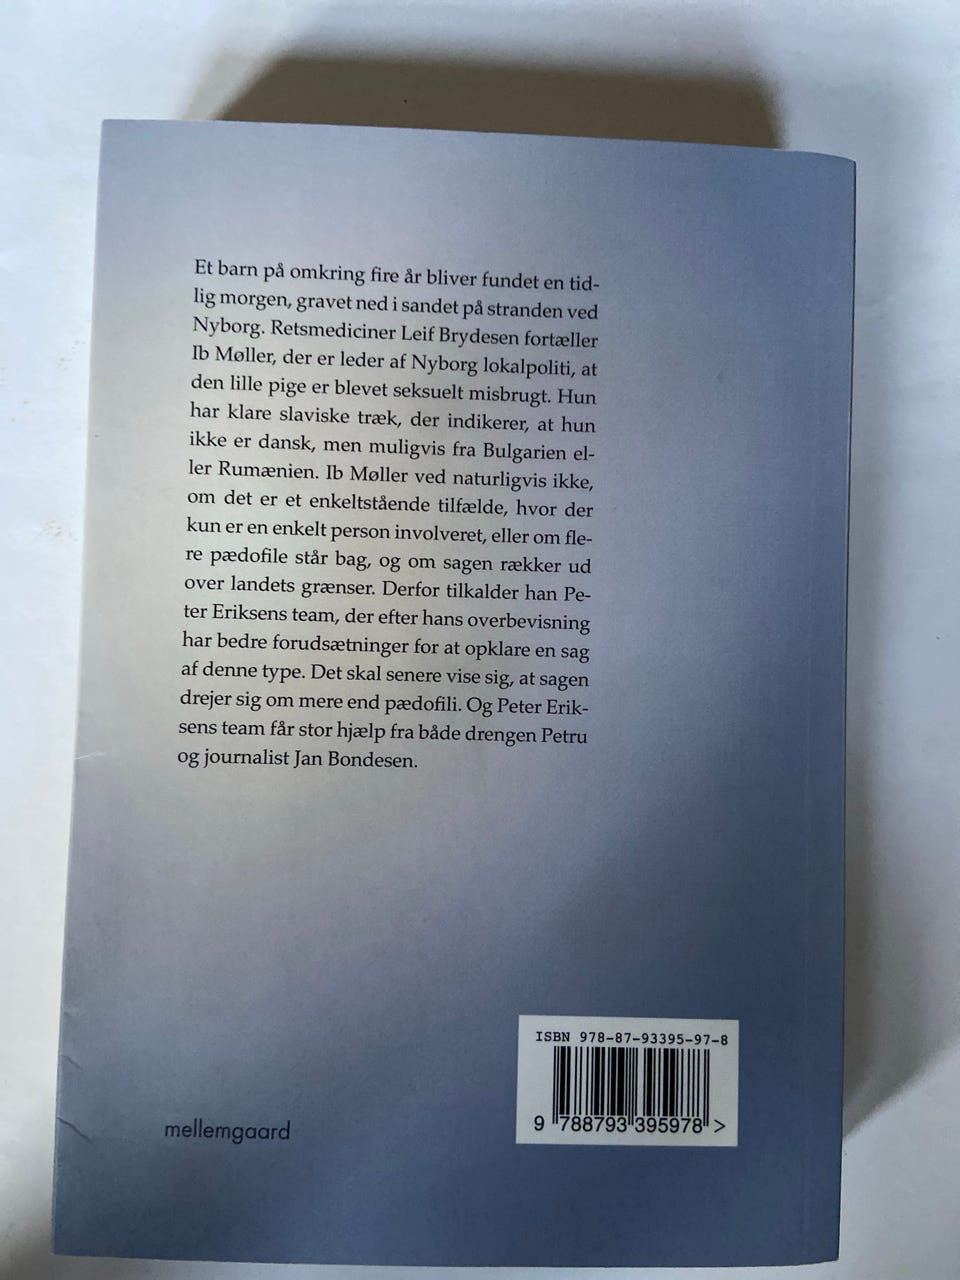 Et barn på omkring fire år bliver fundet en tid-
lig morgen, gravet ned i sandet på stranden ved
Nyborg. Retsmediciner Leif Brydesen fortæller
Ib Møller, der er leder af Nyborg lokalpoliti, at
den lille pige er blevet seksuelt misbrugt. Hun
har klare slaviske træk, der indikerer, at hun
ikke er dansk, men muligvis fra Bulgarien el-
ler Rumænien. Ib Møller ved naturligvis ikke,
om det er et enkeltstående tilfælde, hvor der
kun er en enkelt person involveret, eller om fle-
re pædofile står bag, og om sagen rækker ud
over landets grænser. Derfor tilkalder han Pe-
ter Eriksens team, der efter hans overbevisning
har bedre forudsætninger for at opklare en sag
af denne type. Det skal senere vise sig, at sagen
drejer sig om mere end pædofili. Og Peter Erik-
sens team får stor hjælp fra både drengen Petru
og journalist Jan Bondesen.
ISBN 978-87-93395-97-8
9 788793 395978 >
mellemgaard